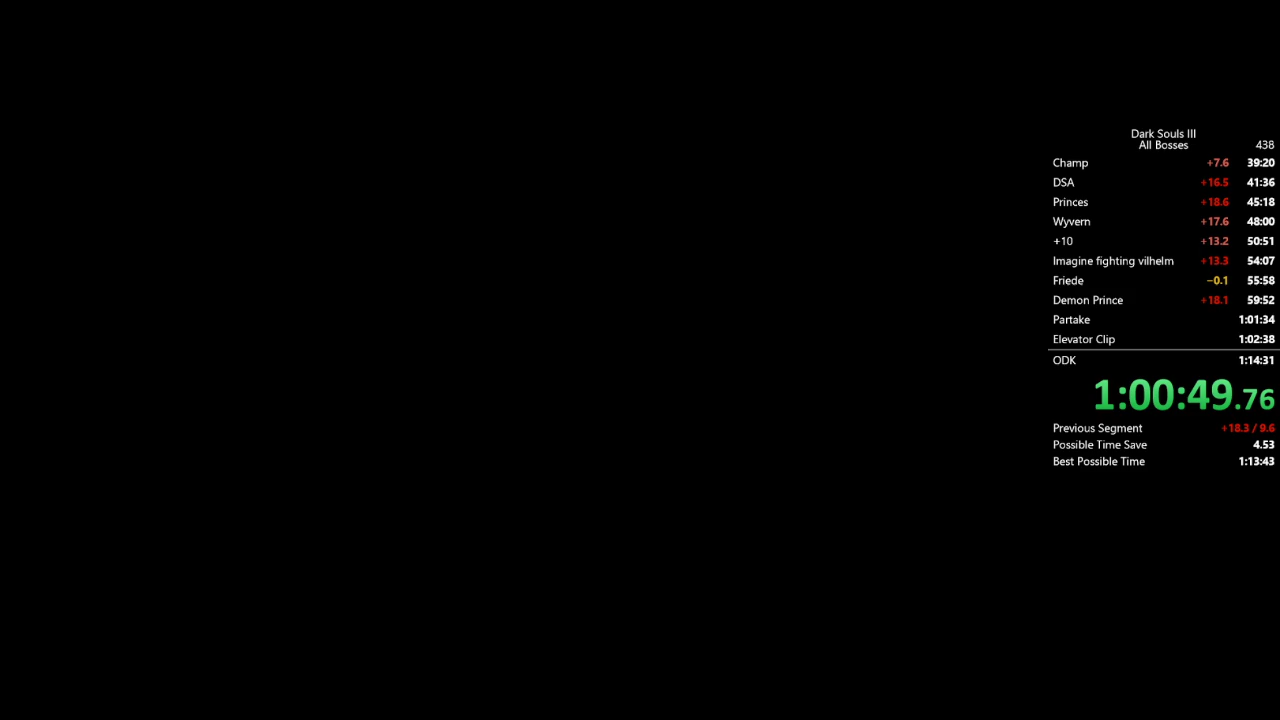 Dark Souls III
All Bosses 438
Champ +7.6 39:20
DSA +16.5 41:36
Princes +18.6 45:18
Wyvern +17.6 48:00
+10 +13.2 50:51
Imagine fighting vilhelm +13.3 54:07
Friede −0.1 55:58
Demon Prince +18.1 59:52
Partake 1:01:34
Elevator Clip 1:02:38
ODK 1:14:31
1:00:49.76
Previous Segment +18.3 / 9.6
Possible Time Save 4.53
Best Possible Time 1:13:43